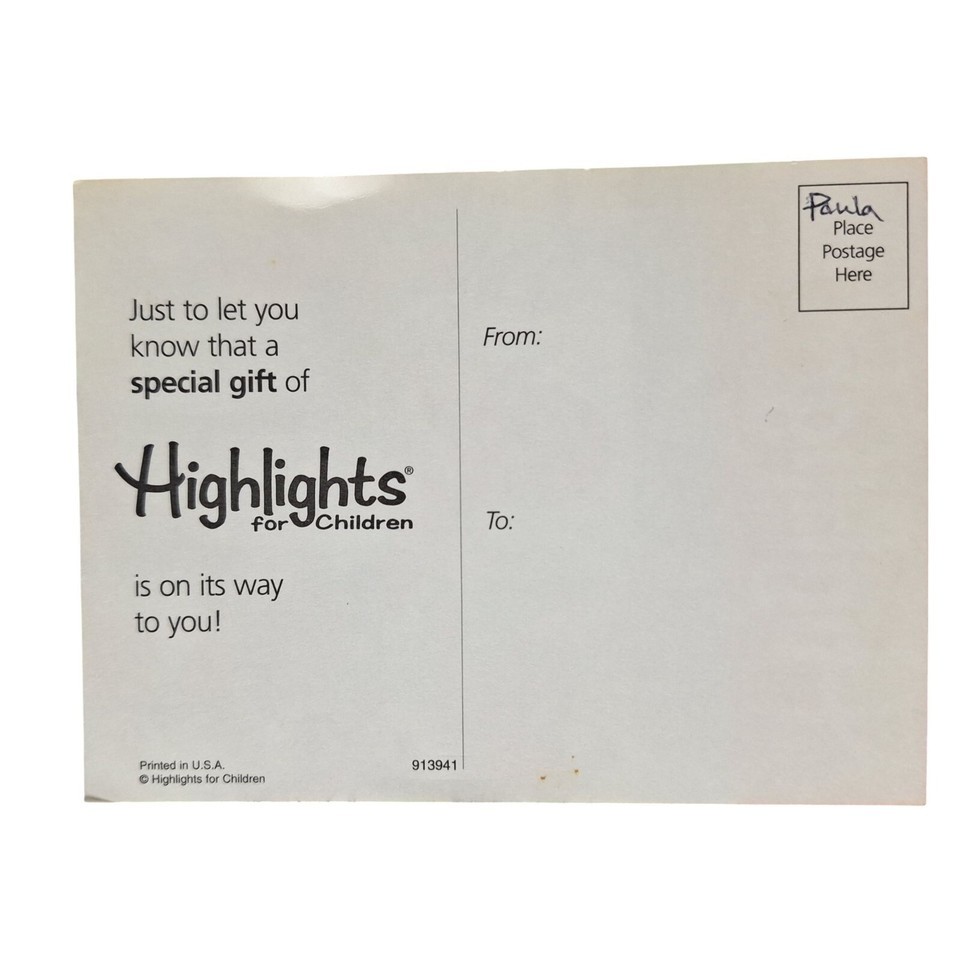 Just to let you
know that a
special gift of
Highlights®
for Children
is on its way
to you!
Printed in U.S.A.
© Highlights for Children
913941
Paula
Place
Postage
Here
From:
To: